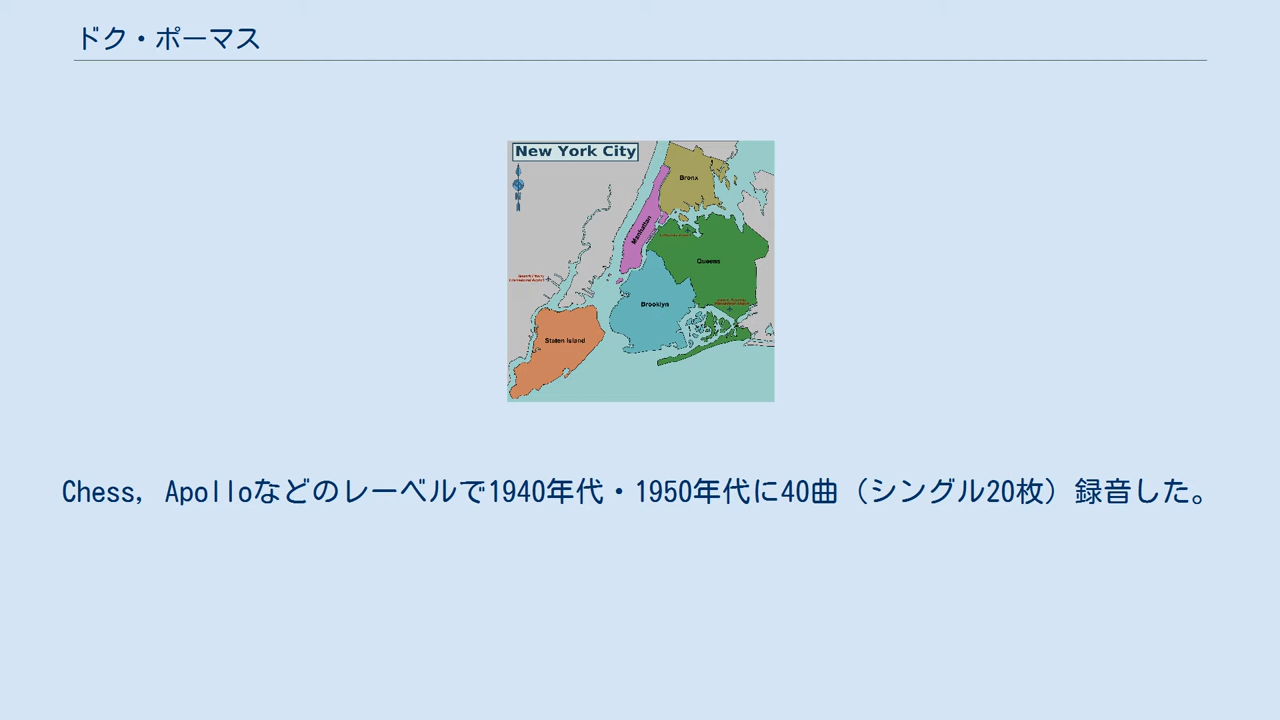 ドク・ポーマス
New York City
N
Bronx
Manhattan
Queens
Brooklyn
Staten Island
Chess, Apolloなどのレーベルで1940年代・1950年代に40曲（シングル20枚）録音した。